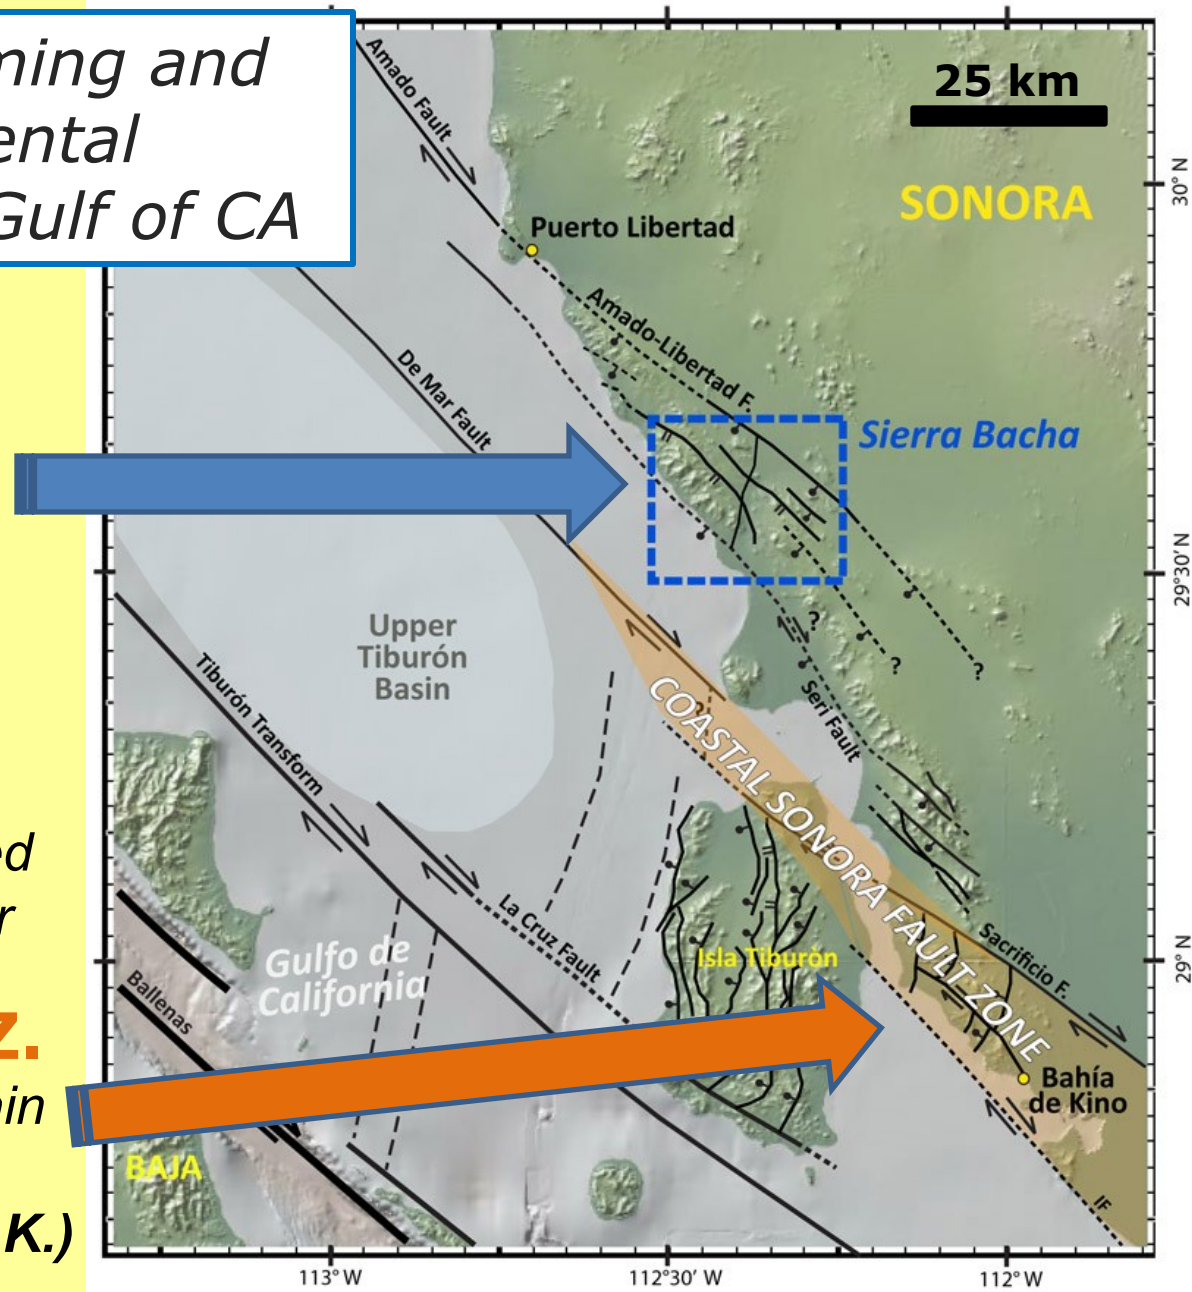 ming and
ental
Gulf of CA
Amado Fault
25 km
SONORA
30° N
Puerto Libertad
Amado-Libertad F.
De Mar Fault
Sierra Bacha
29°30' N
Upper
Tiburón
Basin
?
?
?
Tiburón Transform
Seri Fault
COASTAL SONORA FAULT ZONE
ed
r
La Cruz Fault
Gulfo de
California
Isla Tiburòn
Sacrificio F.
29° N
Ballenas
z.
in
Bahía
de Kino
BAJA
IF
K.)
113° W
112°30' W
112° W